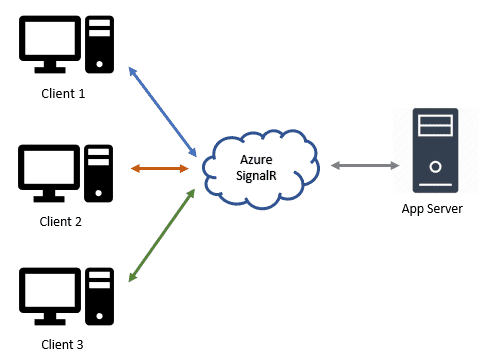 Client 1
Azure
SignalR
Client 2
App Server
Client 3